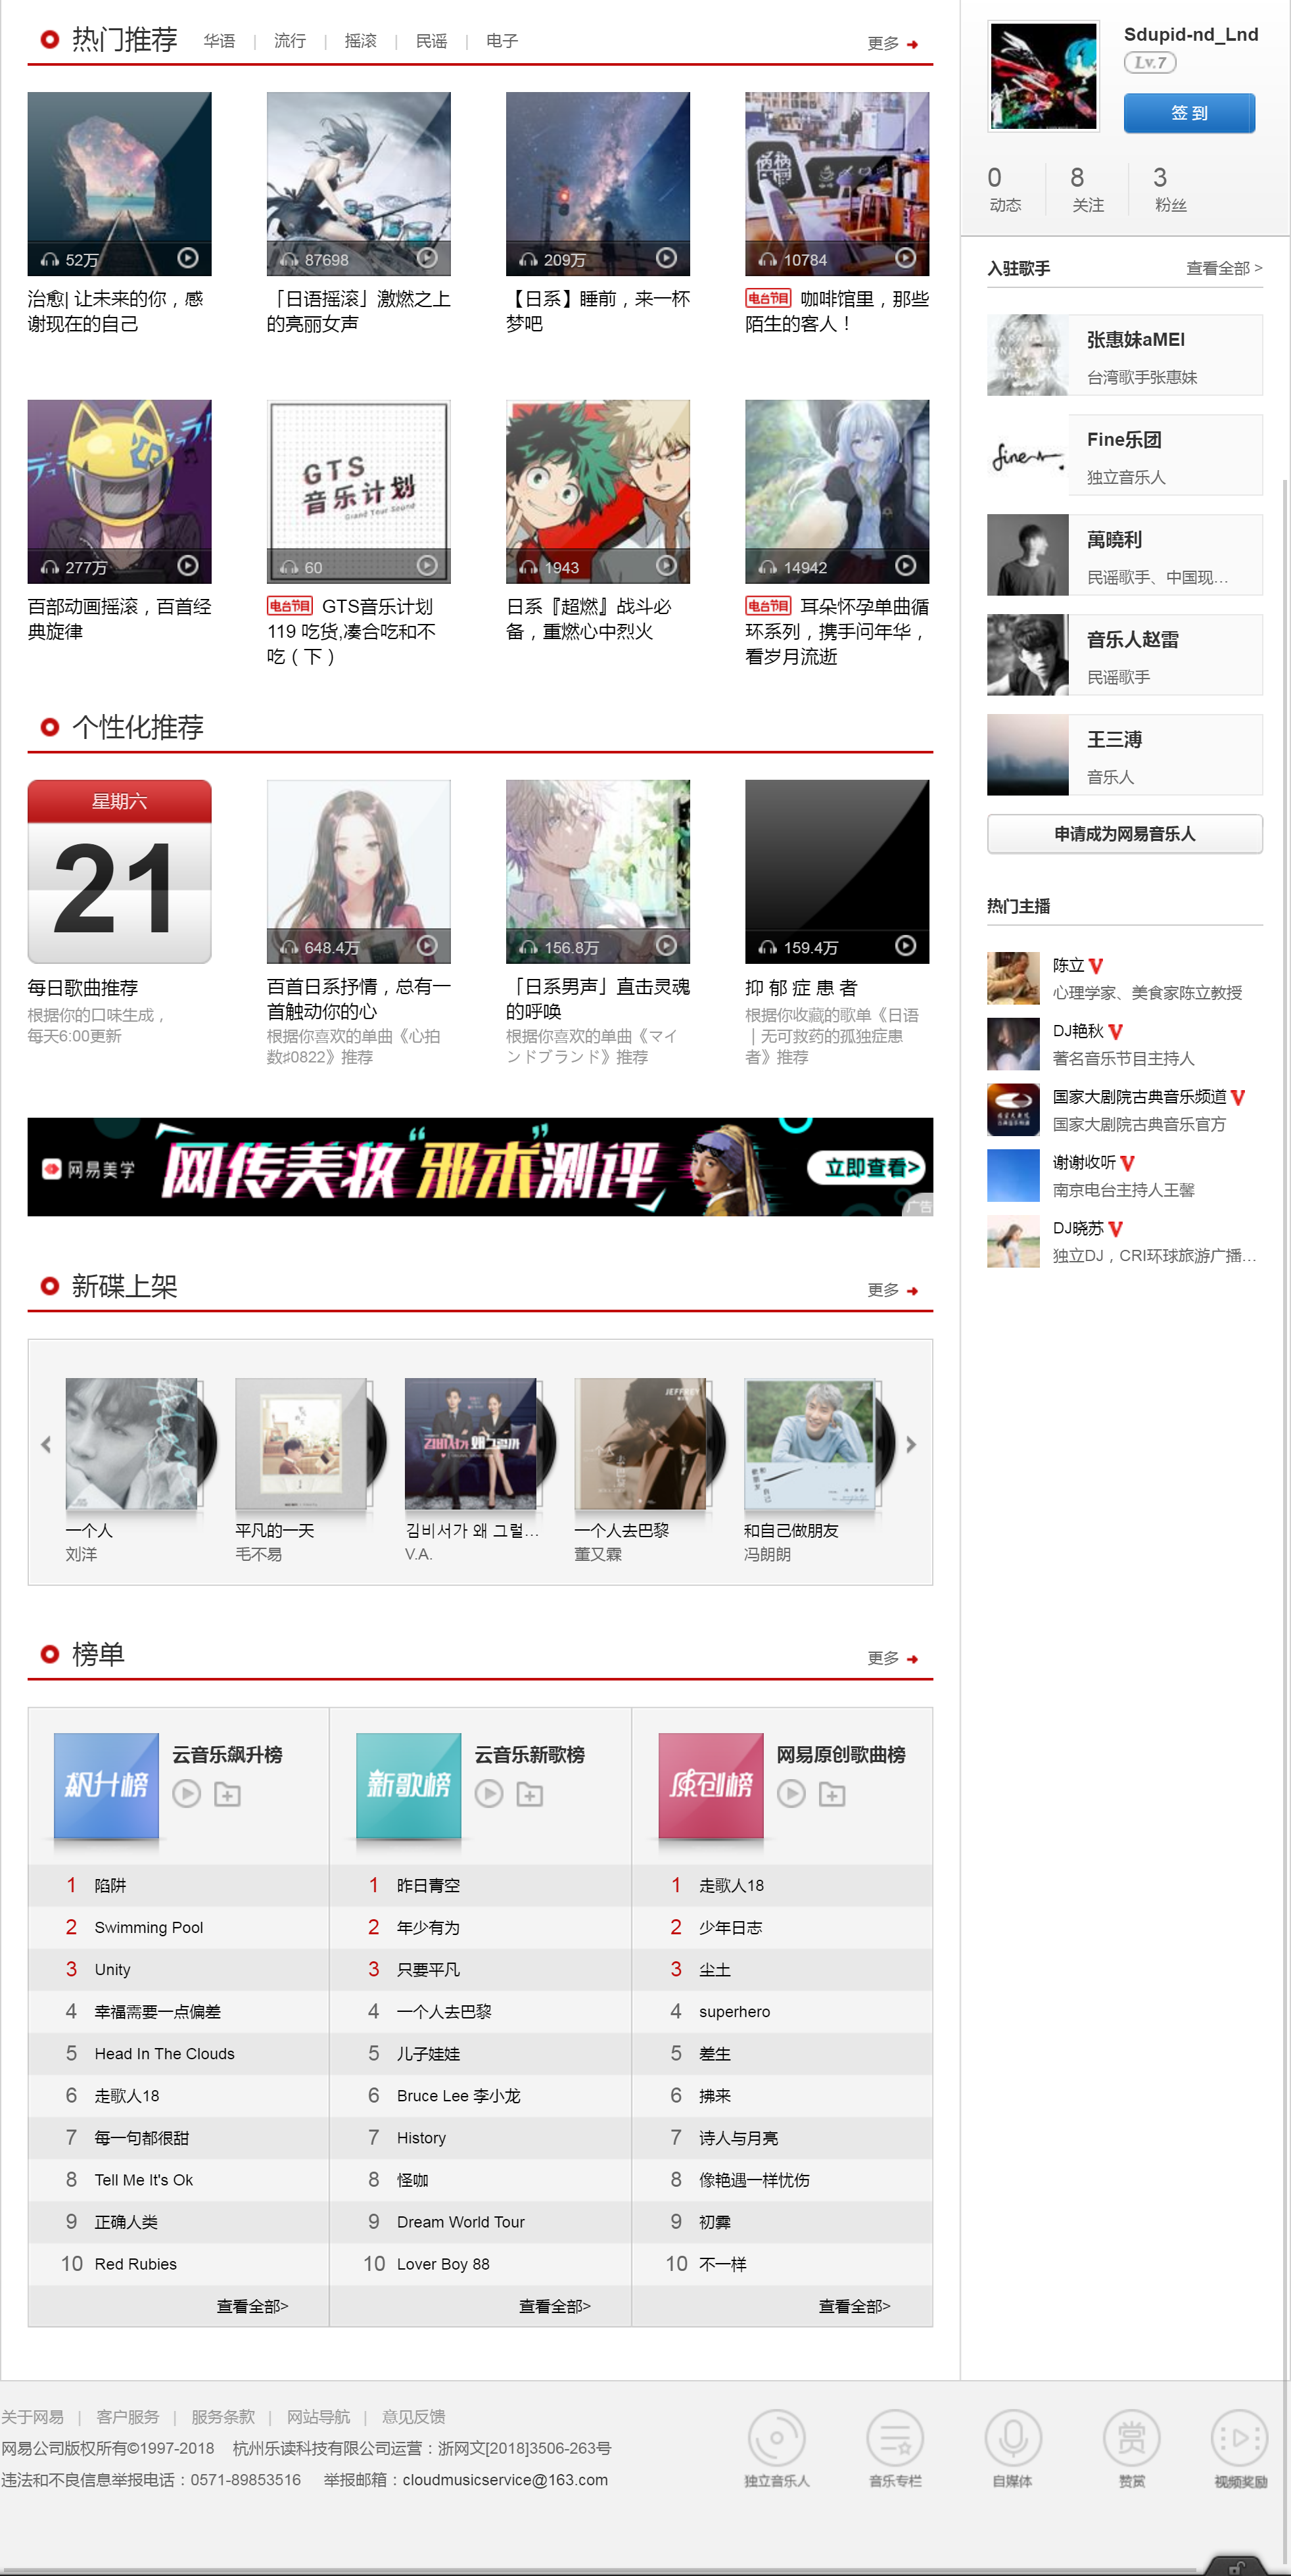 热门推荐 华语 | 流行 | 摇滚 | 民谣 | 电子 更多
52万
87698
209万
10784
治愈| 让未来的你，感
谢现在的自己
「日语摇滚」激燃之上
的亮丽女声
【日系】睡前，来一杯
梦吧
电台节目 咖啡馆里，那些
陌生的客人！
277万
GTS
音乐计划
Grand Tour Sound
60
1943
14942
百部动画摇滚，百首经
典旋律
电台节目 GTS音乐计划
119 吃货,凑合吃和不
吃（下）
日系『超燃』战斗必
备，重燃心中烈火
电台节目 耳朵怀孕单曲循
环系列，携手问年华，
看岁月流逝
个性化推荐
星期六
21
648.4万
156.8万
159.4万
每日歌曲推荐
根据你的口味生成，
每天6:00更新
百首日系抒情，总有一
首触动你的心
根据你喜欢的单曲《心拍
数♯0822》推荐
「日系男声」直击灵魂
的呼唤
根据你喜欢的单曲《マイ
ンドブランド》推荐
抑 郁 症 患 者
根据你收藏的歌单《日语
｜无可救药的孤独症患
者》推荐
网易美学 网传美妆“邪术”测评 立即查看>
广告
新碟上架 更多
김비서가 왜 그럴까
JEFFREY
一个人
刘洋
平凡的一天
毛不易
김비서가 왜 그럴...
V.A.
一个人去巴黎
董又霖
和自己做朋友
冯朗朗
榜单 更多
飙升榜
云音乐飙升榜
新歌榜
云音乐新歌榜
原创榜
网易原创歌曲榜
1 陷阱
2 Swimming Pool
3 Unity
4 幸福需要一点偏差
5 Head In The Clouds
6 走歌人18
7 每一句都很甜
8 Tell Me It's Ok
9 正确人类
10 Red Rubies
查看全部>
1 昨日青空
2 年少有为
3 只要平凡
4 一个人去巴黎
5 儿子娃娃
6 Bruce Lee 李小龙
7 History
8 怪咖
9 Dream World Tour
10 Lover Boy 88
查看全部>
1 走歌人18
2 少年日志
3 尘土
4 superhero
5 差生
6 拂来
7 诗人与月亮
8 像艳遇一样忧伤
9 初霁
10 不一样
查看全部>
Sdupid-nd_Lnd
Lv.7
签 到
0 8 3
动态 关注 粉丝
入驻歌手 查看全部 >
张惠妹aMEI
台湾歌手张惠妹
fine
Fine乐团
独立音乐人
萬曉利
民谣歌手、中国现...
音乐人赵雷
民谣歌手
王三溥
音乐人
申请成为网易音乐人
热门主播
陈立 V
心理学家、美食家陈立教授
DJ艳秋 V
著名音乐节目主持人
国家大剧院古典音乐频道 V
国家大剧院古典音乐官方
谢谢收听 V
南京电台主持人王馨
DJ晓苏 V
独立DJ，CRI环球旅游广播...
关于网易 | 客户服务 | 服务条款 | 网站导航 | 意见反馈
网易公司版权所有©1997-2018 杭州乐读科技有限公司运营：浙网文[2018]3506-263号
违法和不良信息举报电话：0571-89853516 举报邮箱：cloudmusicservice@163.com
赏
独立音乐人 音乐专栏 自媒体 赞赏 视频奖励